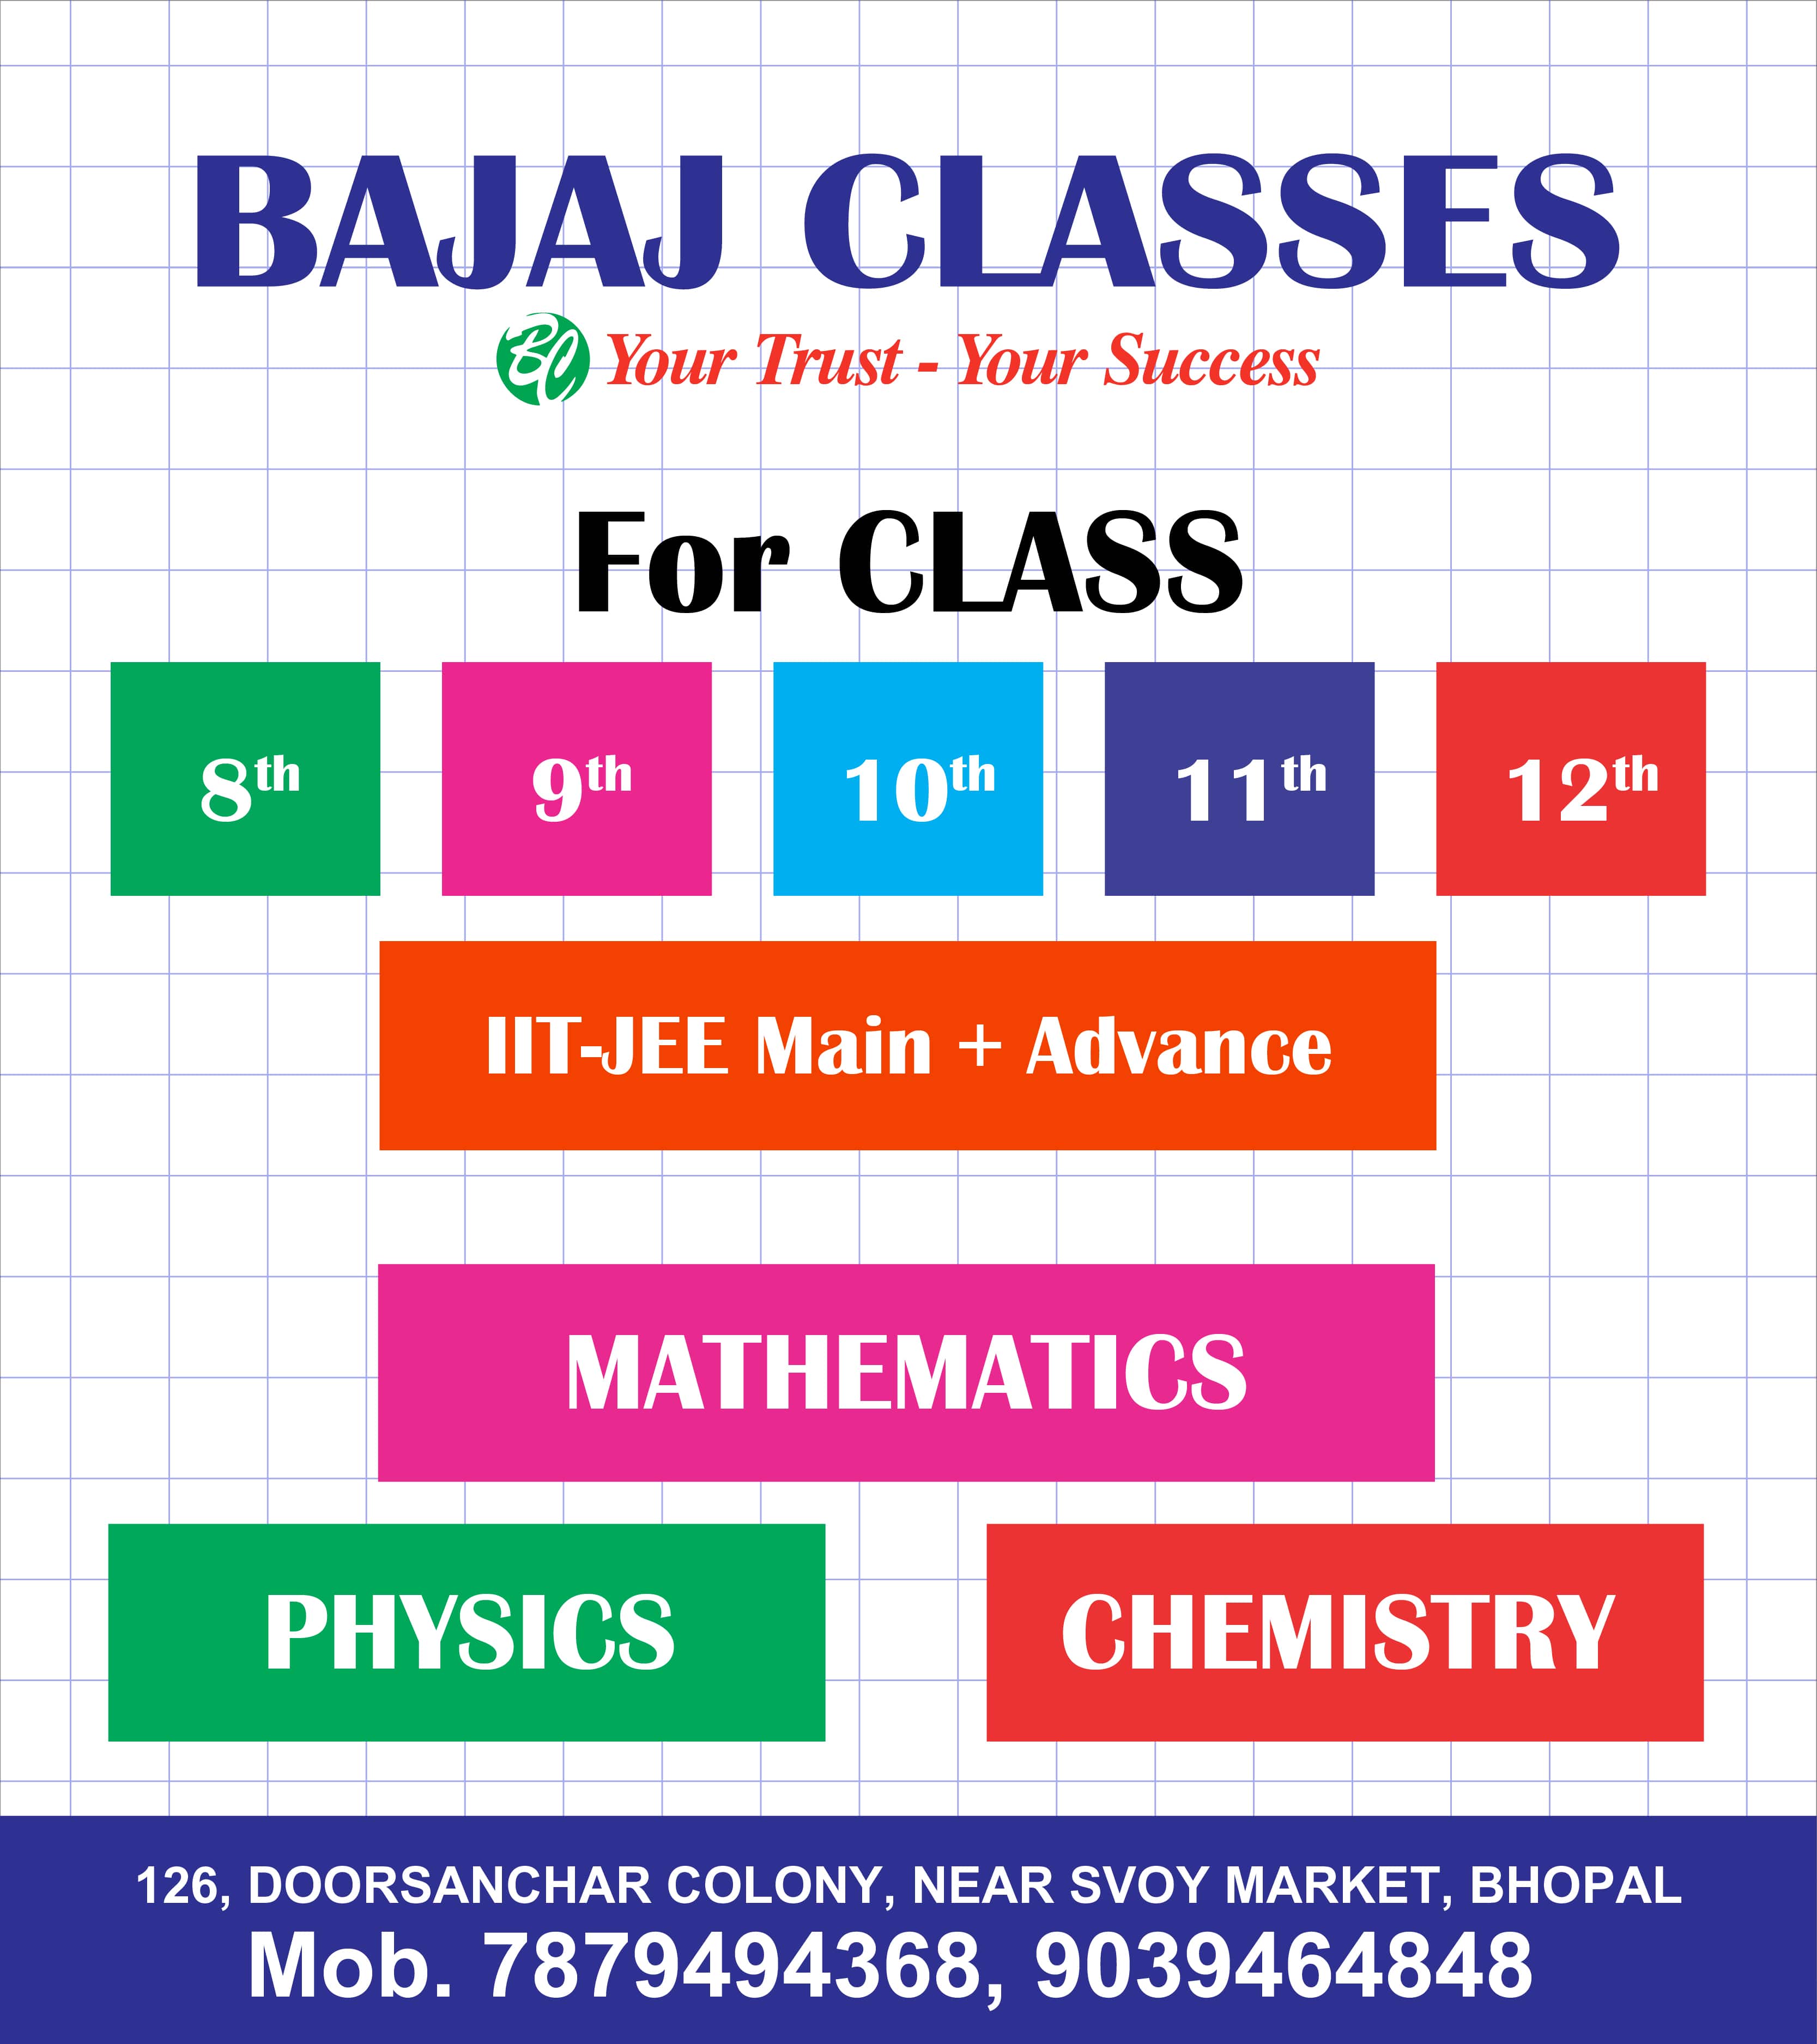 BAJAJ CLASSES
BC Your Trust - Your Success
For CLASS
8th 9th 10th 11th 12th
IIT-JEE Main + Advance
MATHEMATICS
PHYSICS CHEMISTRY
126, DOORSANCHAR COLONY, NEAR SVOY MARKET, BHOPAL
Mob. 7879494368, 9039464848